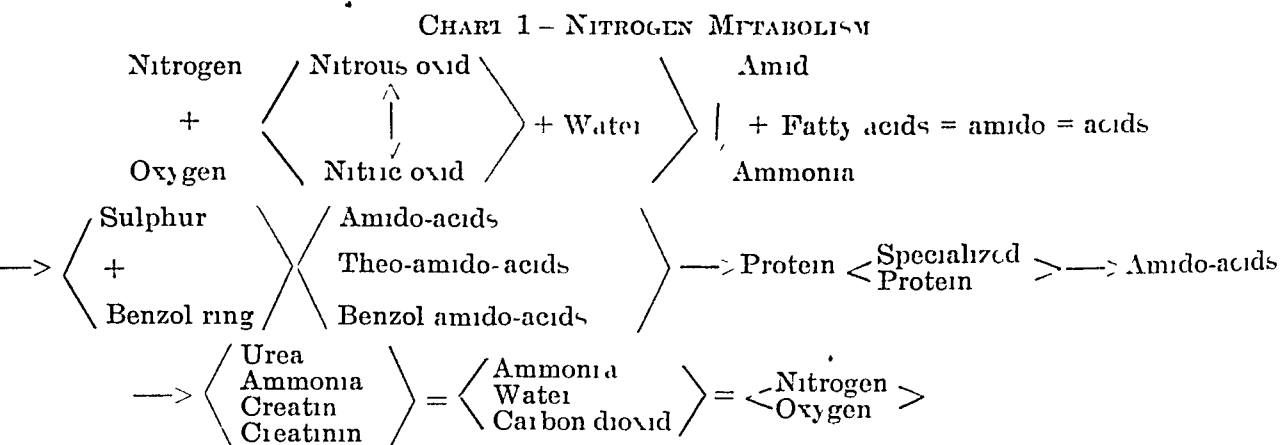 CHART 1 – NITROGEN METABOLISM
Nitrogen Nitrous oxid Amid
+ + Water + Fatty acids = amido = acids
Oxygen Nitric oxid Ammonia
Sulphur Amido-acids
+ Theo-amido-acids —> Protein < Specialized Protein > —> Amido-acids
Benzol ring Benzol amido-acids
Urea Ammonia Nitrogen
Ammonia Water Oxygen
Creatin = Carbon dioxid =
Creatinin